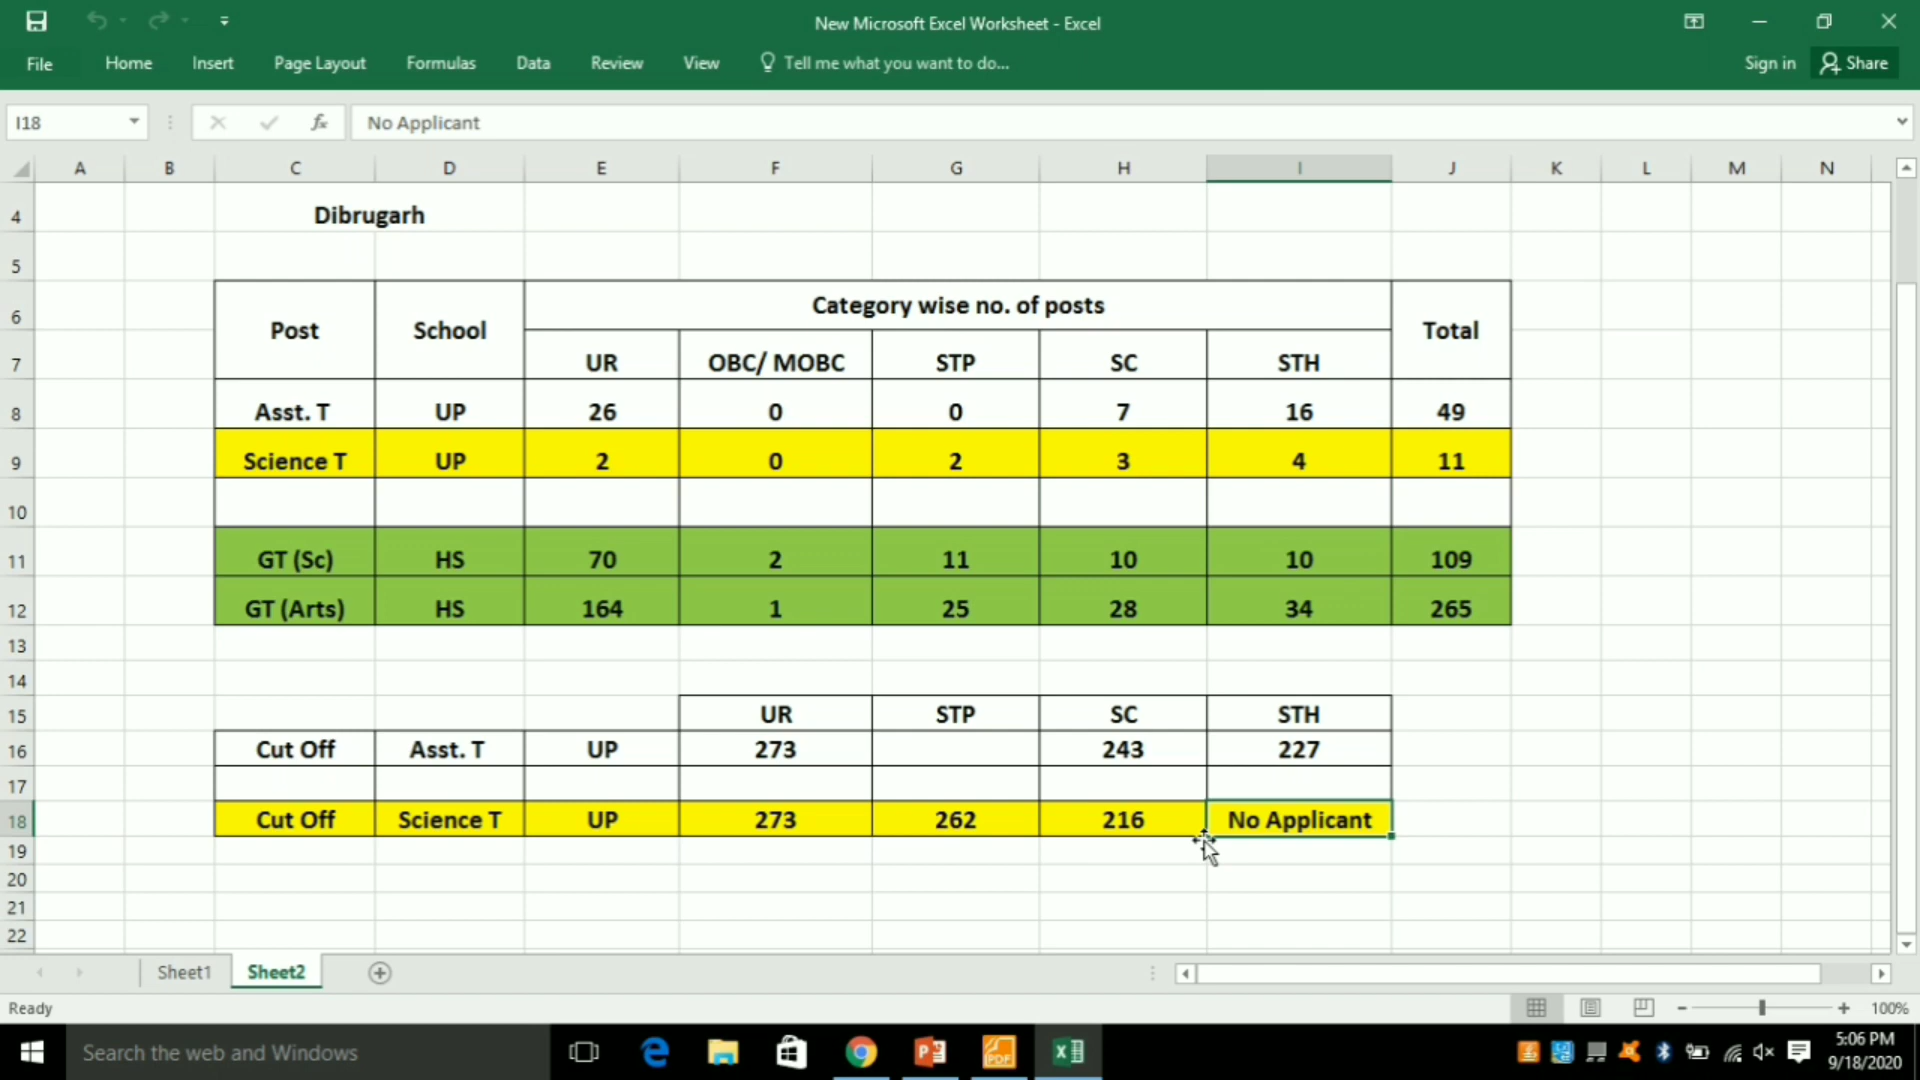 New Microsoft Excel Worksheet - Excel
File Home Insert Page Layout Formulas Data Review View Tell me what you want to do... Sign in Share
I18 fx No Applicant
A B C D E F G H I J K L M N
4 Dibrugarh
5
6 Post School Category wise no. of posts Total
7 UR OBC/ MOBC STP SC STH
8 Asst. T UP 26 0 0 7 16 49
9 Science T UP 2 0 2 3 4 11
10
11 GT (Sc) HS 70 2 11 10 10 109
12 GT (Arts) HS 164 1 25 28 34 265
13
14
15 UR STP SC STH
16 Cut Off Asst. T UP 273 243 227
17
18 Cut Off Science T UP 273 262 216 No Applicant
19
20
21
22
Sheet1 Sheet2
Ready 100%
Search the web and Windows
5:06 PM
9/18/2020